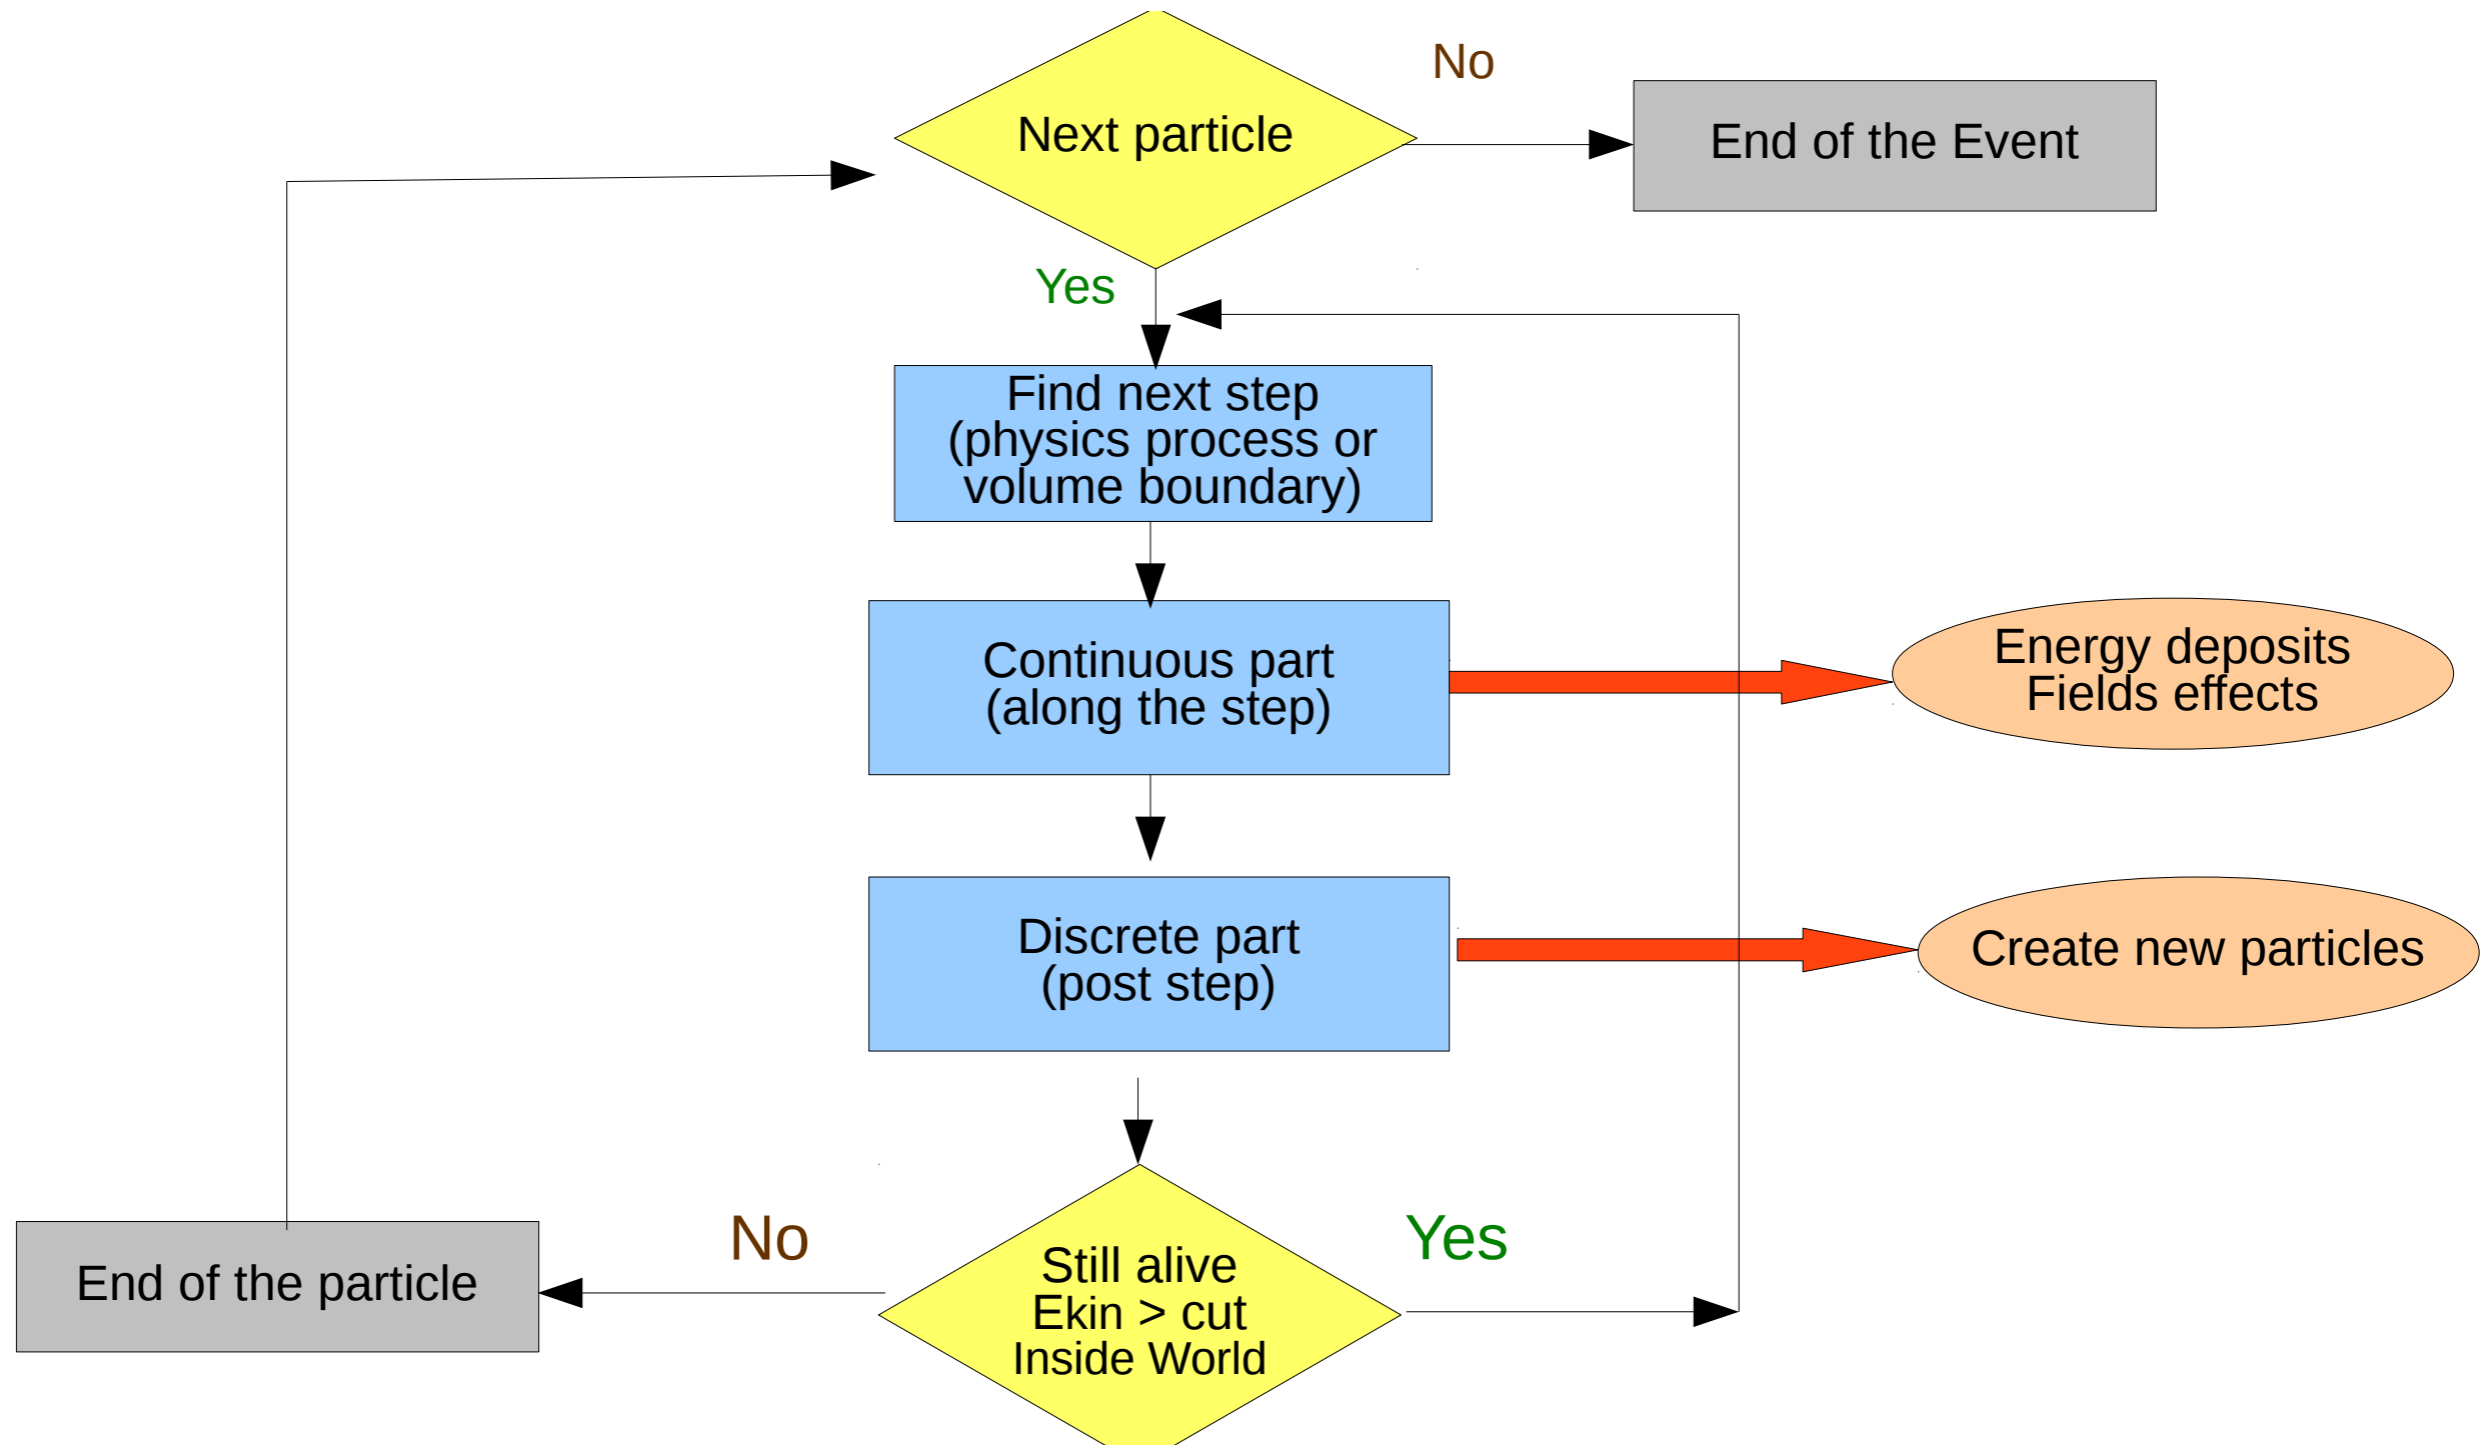 No
Next particle
End of the Event
Yes
Find next step
(physics process or
volume boundary)
Continuous part
(along the step)
Energy deposits
Fields effects
Discrete part
(post step)
Create new particles
No
Yes
Still alive
Ekin > cut
Inside World
End of the particle